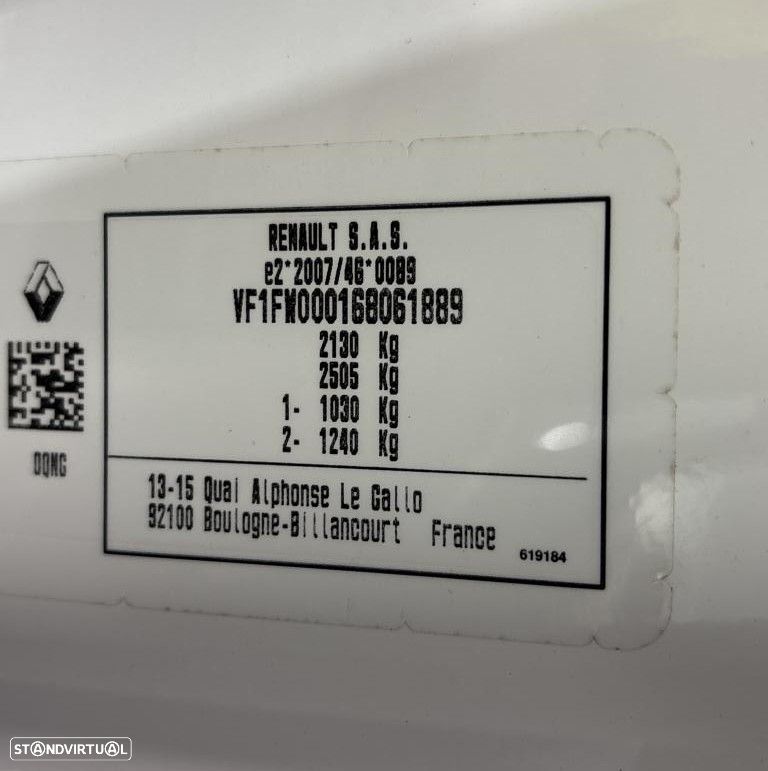 RENAULT S.A.S.
e2*2007/46*0089
VF1FW000168061889
2130 Kg
2505 Kg
1- 1030 Kg
2- 1240 Kg
DQNG
13-15 Quai Alphonse Le Gallo
92100 Boulogne-Billancourt France
619184
STANDVIRTUAL